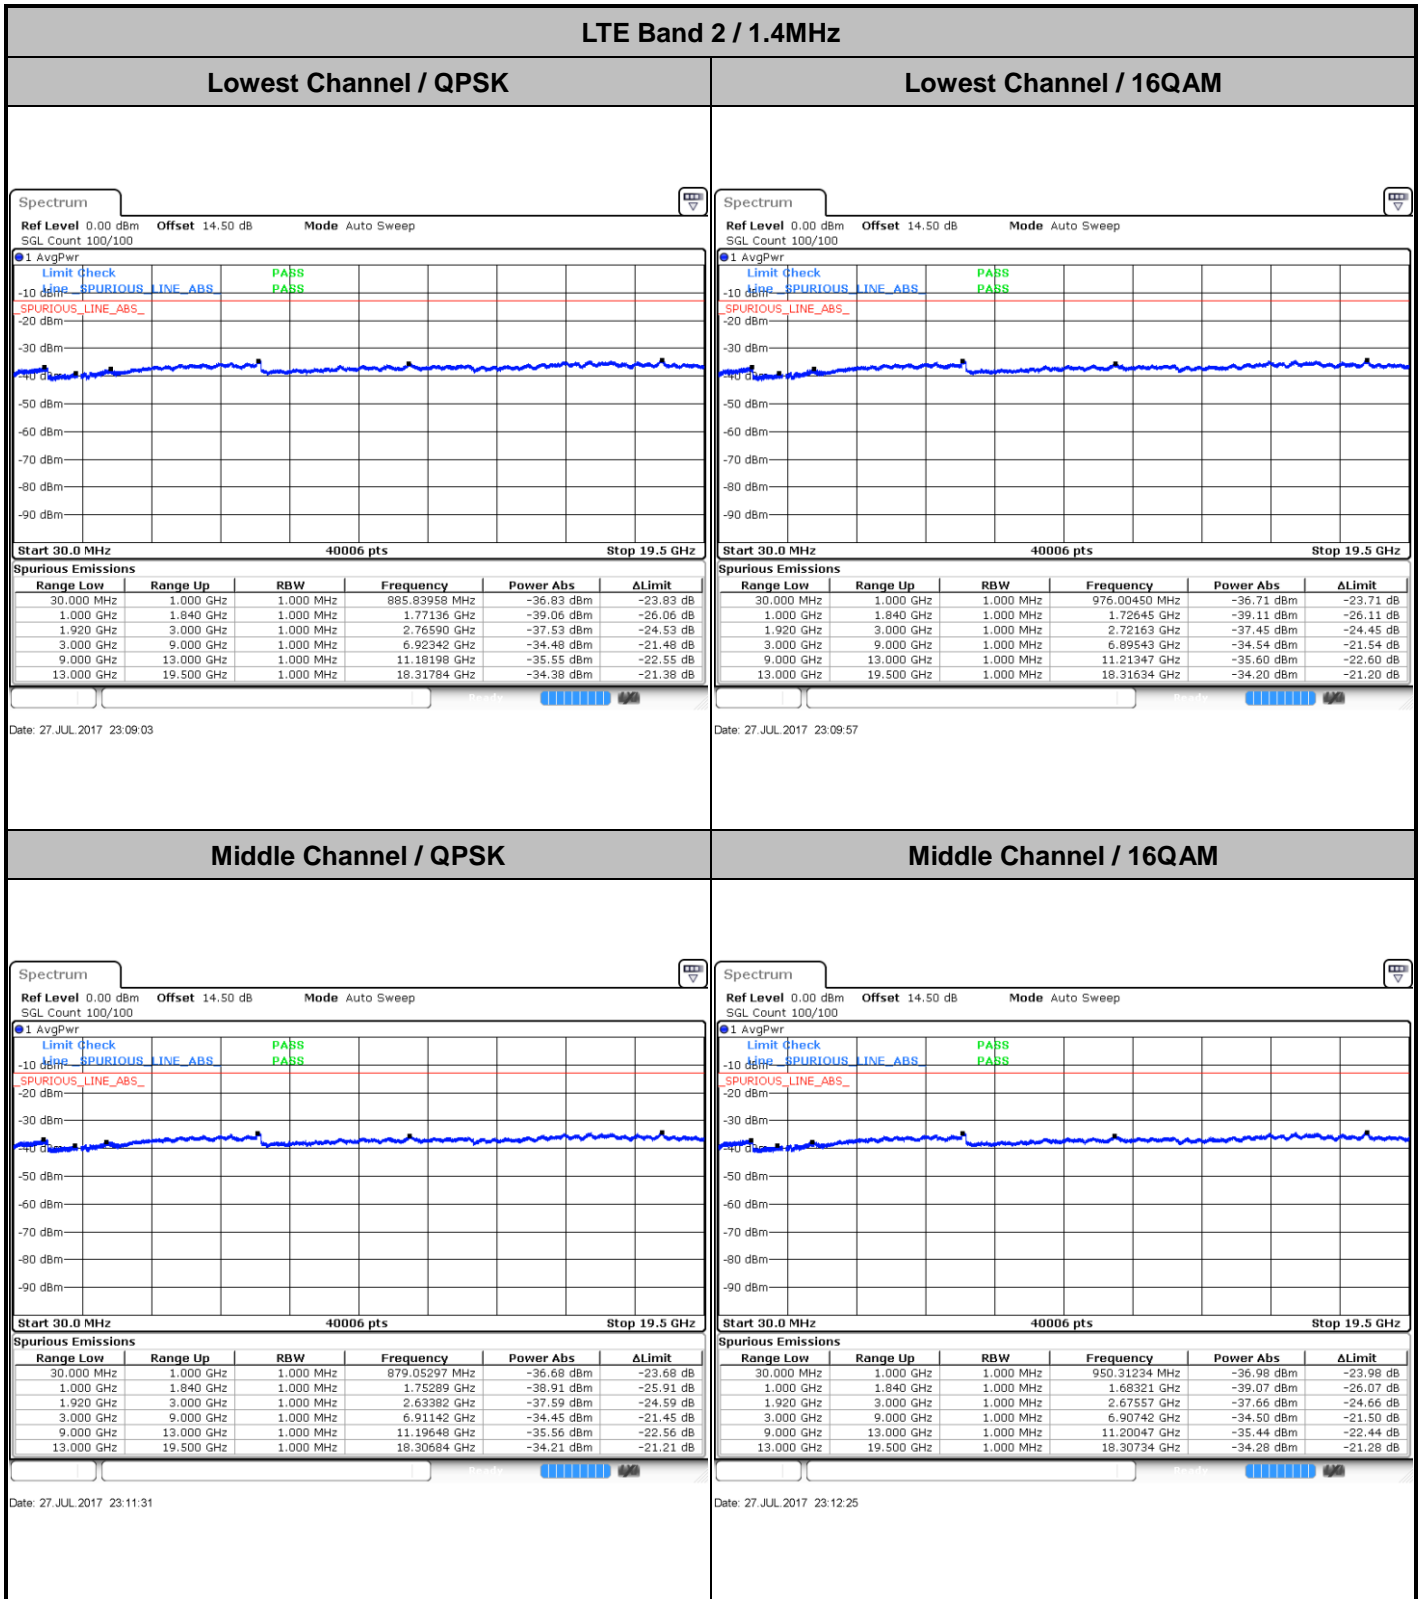 LTE Band 2 / 1.4MHz
Lowest Channel / QPSK
Lowest Channel / 16QAM
Spectrum
Ref Level 0.00 dBm Offset 14.50 dB Mode Auto Sweep
SGL Count 100/100
1 AvgPwr
Limit Check PASS
Line _SPURIOUS_LINE_ABS_ PASS
-10 dBm
_SPURIOUS_LINE_ABS_
-20 dBm
-30 dBm
-40 dBm
-50 dBm
-60 dBm
-70 dBm
-80 dBm
-90 dBm
Start 30.0 MHz 40006 pts Stop 19.5 GHz
Spurious Emissions
Range Low Range Up RBW Frequency Power Abs ΔLimit
30.000 MHz 1.000 GHz 1.000 MHz 885.83958 MHz -36.83 dBm -23.83 dB
1.000 GHz 1.840 GHz 1.000 MHz 1.77136 GHz -39.06 dBm -26.06 dB
1.920 GHz 3.000 GHz 1.000 MHz 2.76590 GHz -37.53 dBm -24.53 dB
3.000 GHz 9.000 GHz 1.000 MHz 6.92342 GHz -34.48 dBm -21.48 dB
9.000 GHz 13.000 GHz 1.000 MHz 11.18198 GHz -35.55 dBm -22.55 dB
13.000 GHz 19.500 GHz 1.000 MHz 18.31784 GHz -34.38 dBm -21.38 dB
Ready
Date: 27.JUL.2017 23:09:03
Spectrum
Ref Level 0.00 dBm Offset 14.50 dB Mode Auto Sweep
SGL Count 100/100
1 AvgPwr
Limit Check PASS
Line _SPURIOUS_LINE_ABS_ PASS
-10 dBm
_SPURIOUS_LINE_ABS_
-20 dBm
-30 dBm
-40 dBm
-50 dBm
-60 dBm
-70 dBm
-80 dBm
-90 dBm
Start 30.0 MHz 40006 pts Stop 19.5 GHz
Spurious Emissions
Range Low Range Up RBW Frequency Power Abs ΔLimit
30.000 MHz 1.000 GHz 1.000 MHz 976.00450 MHz -36.71 dBm -23.71 dB
1.000 GHz 1.840 GHz 1.000 MHz 1.72645 GHz -39.11 dBm -26.11 dB
1.920 GHz 3.000 GHz 1.000 MHz 2.72163 GHz -37.45 dBm -24.45 dB
3.000 GHz 9.000 GHz 1.000 MHz 6.89543 GHz -34.54 dBm -21.54 dB
9.000 GHz 13.000 GHz 1.000 MHz 11.21347 GHz -35.60 dBm -22.60 dB
13.000 GHz 19.500 GHz 1.000 MHz 18.31634 GHz -34.20 dBm -21.20 dB
Ready
Date: 27.JUL.2017 23:09:57
Middle Channel / QPSK
Middle Channel / 16QAM
Spectrum
Ref Level 0.00 dBm Offset 14.50 dB Mode Auto Sweep
SGL Count 100/100
1 AvgPwr
Limit Check PASS
Line _SPURIOUS_LINE_ABS_ PASS
-10 dBm
_SPURIOUS_LINE_ABS_
-20 dBm
-30 dBm
-40 dBm
-50 dBm
-60 dBm
-70 dBm
-80 dBm
-90 dBm
Start 30.0 MHz 40006 pts Stop 19.5 GHz
Spurious Emissions
Range Low Range Up RBW Frequency Power Abs ΔLimit
30.000 MHz 1.000 GHz 1.000 MHz 879.05297 MHz -36.68 dBm -23.68 dB
1.000 GHz 1.840 GHz 1.000 MHz 1.75289 GHz -38.91 dBm -25.91 dB
1.920 GHz 3.000 GHz 1.000 MHz 2.63382 GHz -37.59 dBm -24.59 dB
3.000 GHz 9.000 GHz 1.000 MHz 6.91142 GHz -34.45 dBm -21.45 dB
9.000 GHz 13.000 GHz 1.000 MHz 11.19648 GHz -35.56 dBm -22.56 dB
13.000 GHz 19.500 GHz 1.000 MHz 18.30684 GHz -34.21 dBm -21.21 dB
Ready
Date: 27.JUL.2017 23:11:31
Spectrum
Ref Level 0.00 dBm Offset 14.50 dB Mode Auto Sweep
SGL Count 100/100
1 AvgPwr
Limit Check PASS
Line _SPURIOUS_LINE_ABS_ PASS
-10 dBm
_SPURIOUS_LINE_ABS_
-20 dBm
-30 dBm
-40 dBm
-50 dBm
-60 dBm
-70 dBm
-80 dBm
-90 dBm
Start 30.0 MHz 40006 pts Stop 19.5 GHz
Spurious Emissions
Range Low Range Up RBW Frequency Power Abs ΔLimit
30.000 MHz 1.000 GHz 1.000 MHz 950.31234 MHz -36.98 dBm -23.98 dB
1.000 GHz 1.840 GHz 1.000 MHz 1.68321 GHz -39.07 dBm -26.07 dB
1.920 GHz 3.000 GHz 1.000 MHz 2.67557 GHz -37.66 dBm -24.66 dB
3.000 GHz 9.000 GHz 1.000 MHz 6.90742 GHz -34.50 dBm -21.50 dB
9.000 GHz 13.000 GHz 1.000 MHz 11.20047 GHz -35.44 dBm -22.44 dB
13.000 GHz 19.500 GHz 1.000 MHz 18.30734 GHz -34.28 dBm -21.28 dB
Ready
Date: 27.JUL.2017 23:12:25